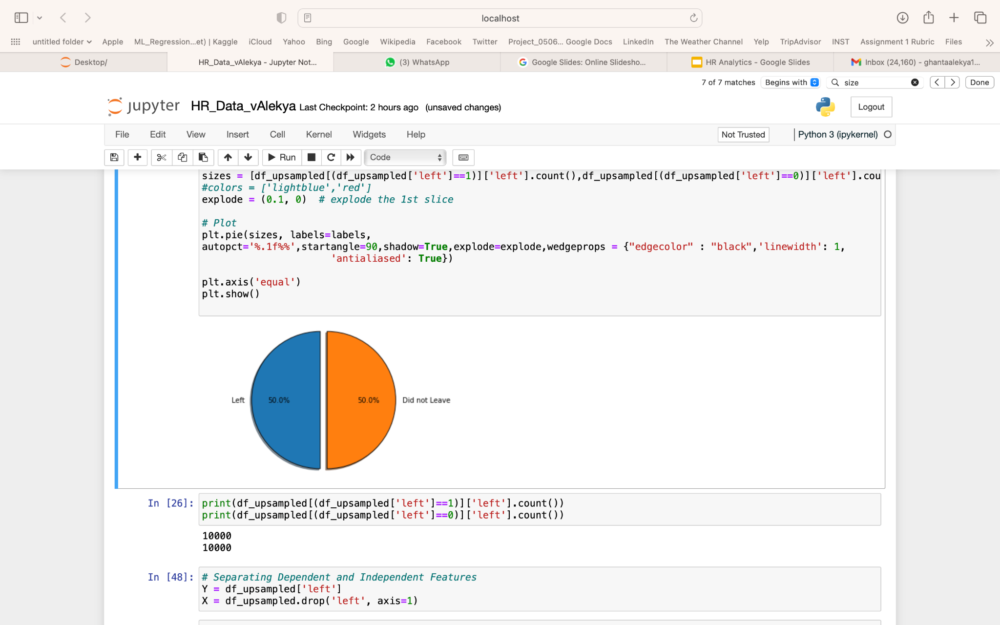 localhost
untitled folder Apple ML_Regression...et) | Kaggle iCloud Yahoo Bing Google Wikipedia Facebook Twitter Project_0506... Google Docs LinkedIn The Weather Channel Yelp TripAdvisor INST Assignment 1 Rubric Files
Desktop/ HR_Data_vAlekya - Jupyter Not... (3) WhatsApp Google Slides: Online Slidesho... HR Analytics - Google Slides Inbox (24,160) - ghantaalekya1...
7 of 7 matches Begins with size Done
jupyter HR_Data_vAlekya Last Checkpoint: 2 hours ago (unsaved changes) Logout
File Edit View Insert Cell Kernel Widgets Help Not Trusted Python 3 (ipykernel)
Run Code
sizes = [df_upsampled[(df_upsampled['left']==1)]['left'].count(),df_upsampled[(df_upsampled['left']==0)]['left'].cou
#colors = ['lightblue','red']
explode = (0.1, 0)  # explode the 1st slice
# Plot
plt.pie(sizes, labels=labels,
autopct='%.1f%%',startangle=90,shadow=True,explode=explode,wedgeprops = {"edgecolor" : "black",'linewidth': 1,
'antialiased': True})
plt.axis('equal')
plt.show()
Left 50.0% 50.0% Did not Leave
In [26]: print(df_upsampled[(df_upsampled['left']==1)]['left'].count())
print(df_upsampled[(df_upsampled['left']==0)]['left'].count())
10000
10000
In [48]: # Separating Dependent and Independent Features
Y = df_upsampled['left']
X = df_upsampled.drop('left', axis=1)